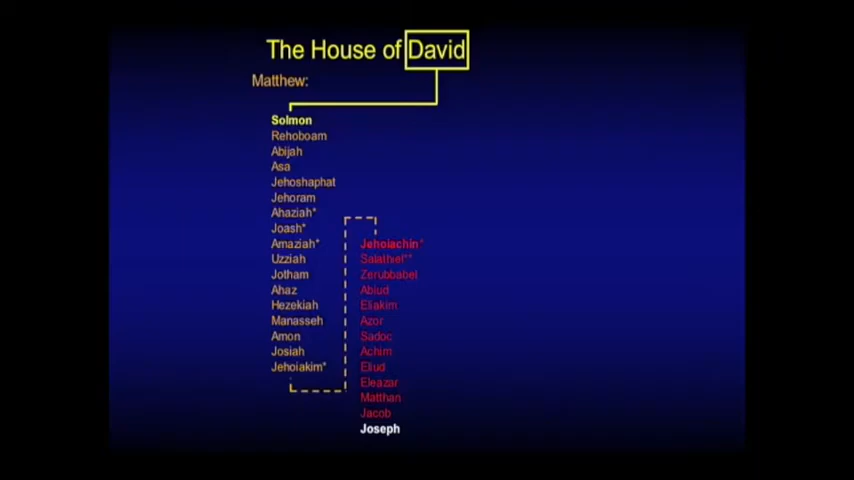 The House of David
Matthew:
Solmon
Rehoboam
Abijah
Asa
Jehoshaphat
Jehoram
Ahaziah*
Joash*
Amaziah*
Uzziah
Jotham
Ahaz
Hezekiah
Manasseh
Amon
Josiah
Jehoiakim*
Jehoiachin*
Salathiel**
Zerubbabel
Abiud
Eliakim
Azor
Sadoc
Achim
Eliud
Eleazar
Matthan
Jacob
Joseph